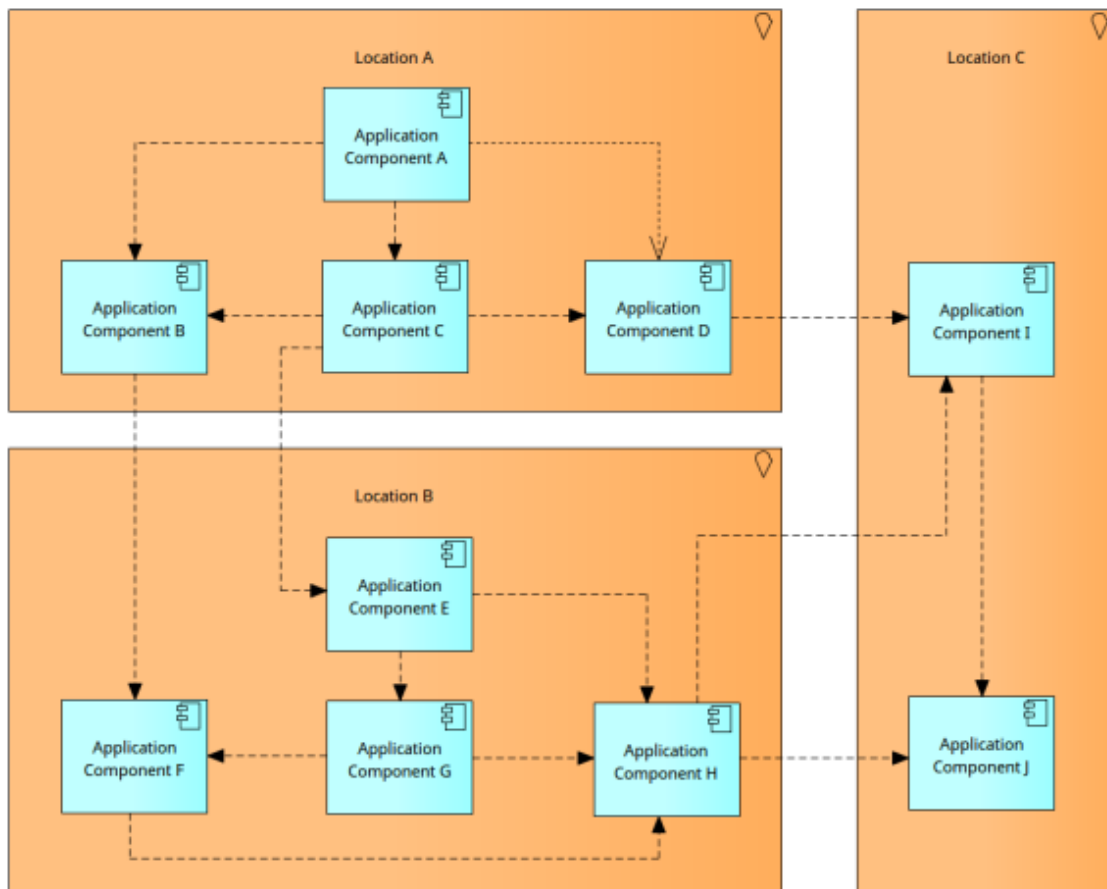 Location A
Location C
Application
Component A
Application
Component B
Application
Component C
Application
Component D
Application
Component I
Location B
Application
Component E
Application
Component F
Application
Component G
Application
Component H
Application
Component J